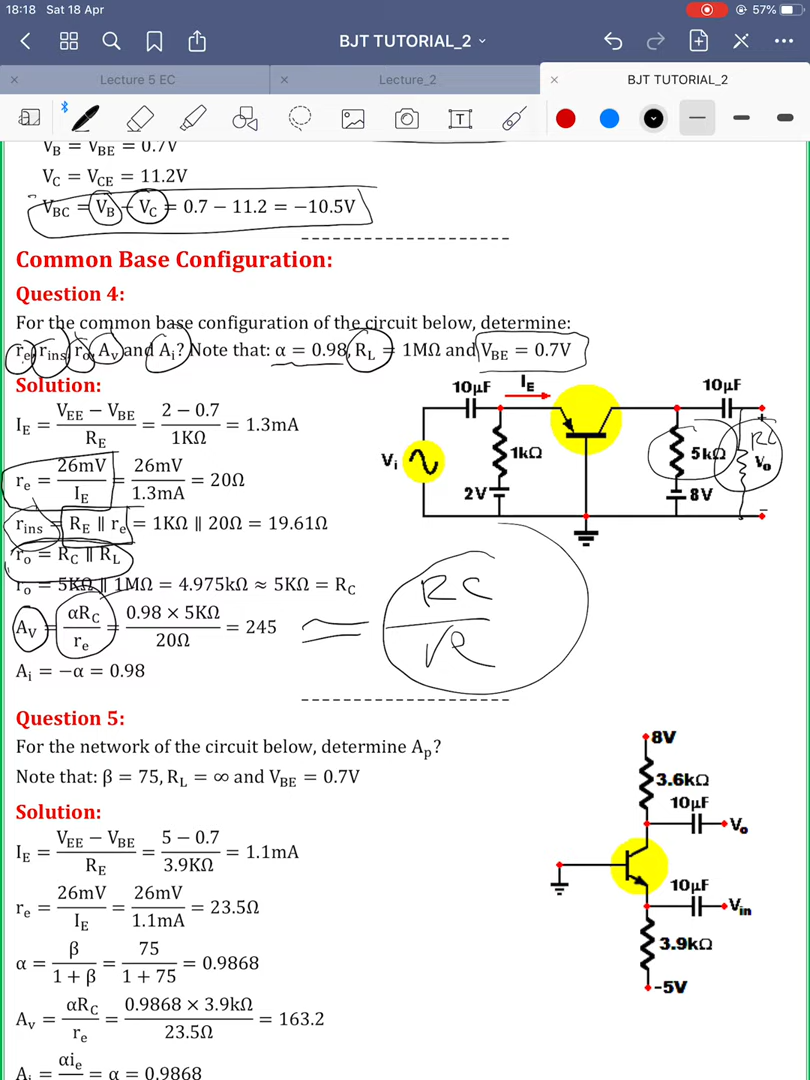 18:18 Sat 18 Apr
57%
BJT TUTORIAL_2
Lecture 5 EC
Lecture_2
BJT TUTORIAL_2
V_B = V_BE = 0.7V
V_C = V_CE = 11.2V
V_BC = V_B − V_C = 0.7 − 11.2 = −10.5V
Common Base Configuration:
Question 4:
For the common base configuration of the circuit below, determine:
r_e, r_ins, r_o, A_v and A_i? Note that: α = 0.98, R_L = 1MΩ and V_BE = 0.7V
Solution:
I_E = (V_EE − V_BE)/R_E = (2 − 0.7)/1KΩ = 1.3mA
r_e = 26mV/I_E = 26mV/1.3mA = 20Ω
r_ins = R_E ∥ r_e = 1KΩ ∥ 20Ω = 19.61Ω
r_o = R_C ∥ R_L
r_o = 5KΩ ∥ 1MΩ = 4.975kΩ ≈ 5KΩ = R_C
A_V = αR_C/r_e = (0.98 × 5KΩ)/20Ω = 245
A_i = −α = 0.98
10μF
I_E
10μF
V_i
1kΩ
2V
5kΩ
8V
+
V_o
−
RC
Question 5:
For the network of the circuit below, determine A_p?
Note that: β = 75, R_L = ∞ and V_BE = 0.7V
Solution:
I_E = (V_EE − V_BE)/R_E = (5 − 0.7)/3.9KΩ = 1.1mA
r_e = 26mV/I_E = 26mV/1.1mA = 23.5Ω
α = β/(1 + β) = 75/(1 + 75) = 0.9868
A_v = αR_C/r_e = (0.9868 × 3.9kΩ)/23.5Ω = 163.2
A_i = αi_e = α = 0.9868
8V
3.6kΩ
10μF
V_o
10μF
V_in
3.9kΩ
-5V